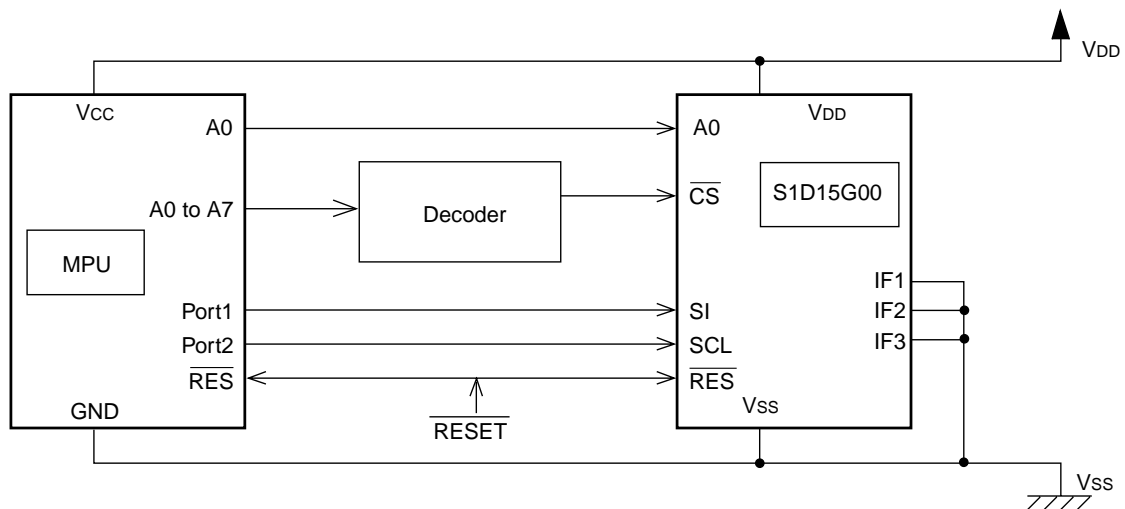 VDD
VCC
VDD
A0
A0
S1D15G00
CS
A0 to A7
Decoder
MPU
IF1
Port1
SI
IF2
Port2
SCL
IF3
RES
RES
VSS
GND
RESET
VSS